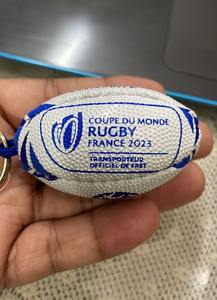 COUPE DU MONDE
RUGBY
FRANCE 2023
TRANSPORTEUR
OFFICIEL DE FRET